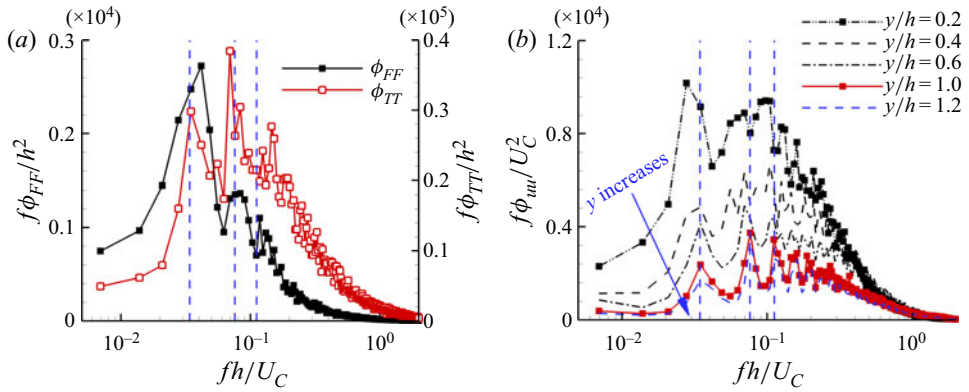 (×10⁴) (×10⁵) (×10⁴)
(a) 0.3 0.4
ϕFF
ϕTT
0.2 0.3
0.1 0.2
0 0.1
0
10⁻² 10⁻¹ 10⁰
fh/UC
fϕFF/h²
fϕTT/h²
(b) 1.2
0.8
0.4
0
10⁻² 10⁻¹ 10⁰
fh/UC
fϕuu/U²C
y increases
y/h = 0.2
y/h = 0.4
y/h = 0.6
y/h = 1.0
y/h = 1.2